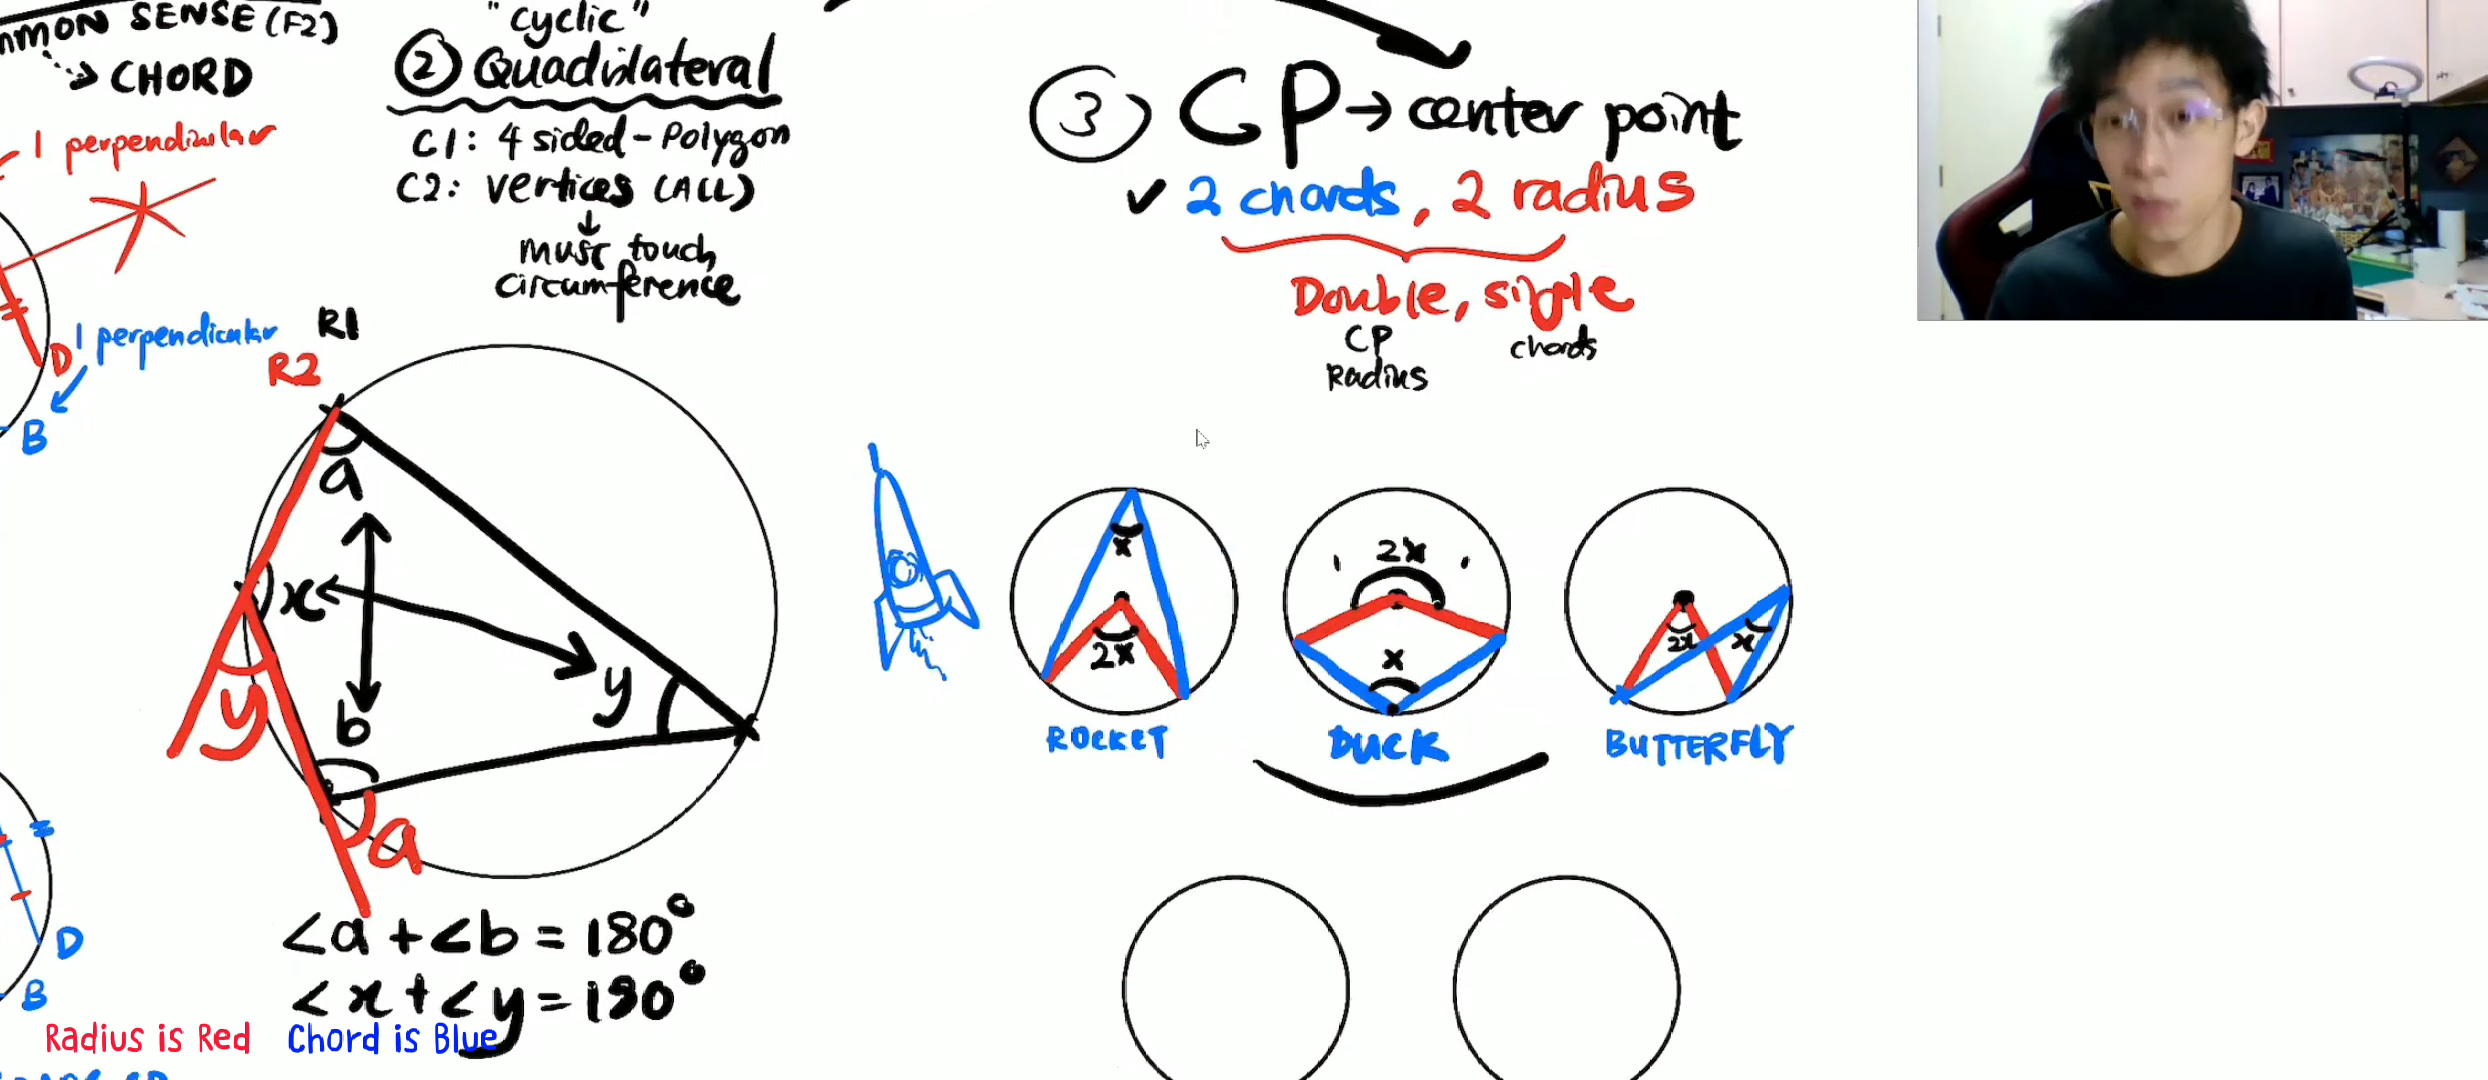 MMON SENSE (F2)
CHORD
1 perpendicular
D
1 perpendicular
B
D
B
"cyclic"
② Quadrilateral
C1: 4 sided-Polygon
C2: vertices (ALL)
must touch
circumference
R1
R2
a
x
y
b
y
a
<a + <b = 180°
<x + <y = 180°
Radius is Red Chord is Blue
③ CP → center point
✓ 2 chords, 2 radius
Double, single
CP chords
Radius
x
2x
ROCKET
2x
x
DUCK
2x
x
BUTTERFLY